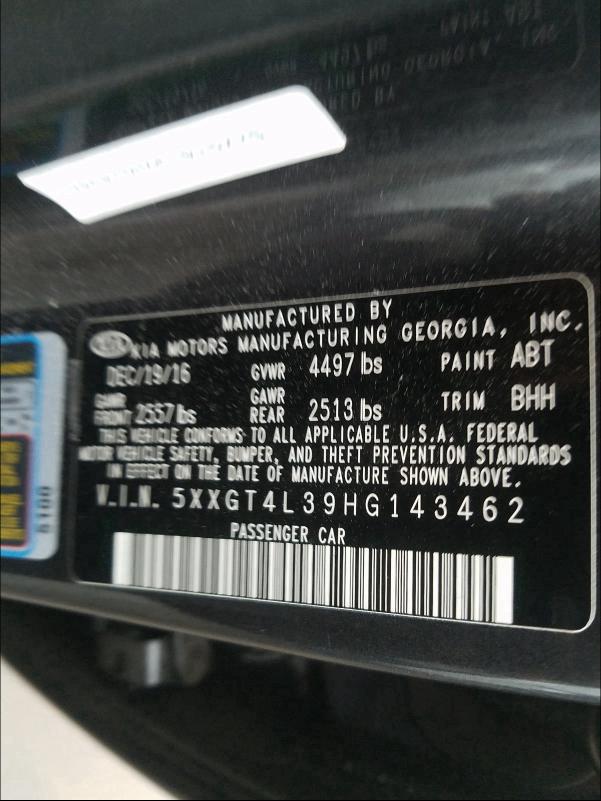 MANUFACTURED BY
KIA KIA MOTORS MANUFACTURING GEORGIA, INC.
DEC/19/16 GVWR 4497 lbs PAINT ABT
GAWR FRONT 2557 lbs GAWR REAR 2513 lbs TRIM BHH
THIS VEHICLE CONFORMS TO ALL APPLICABLE U.S.A. FEDERAL
MOTOR VEHICLE SAFETY, BUMPER, AND THEFT PREVENTION STANDARDS
IN EFFECT ON THE DATE OF MANUFACTURE SHOWN ABOVE.
V.I.N. 5XXGT4L39HG143462
PASSENGER CAR